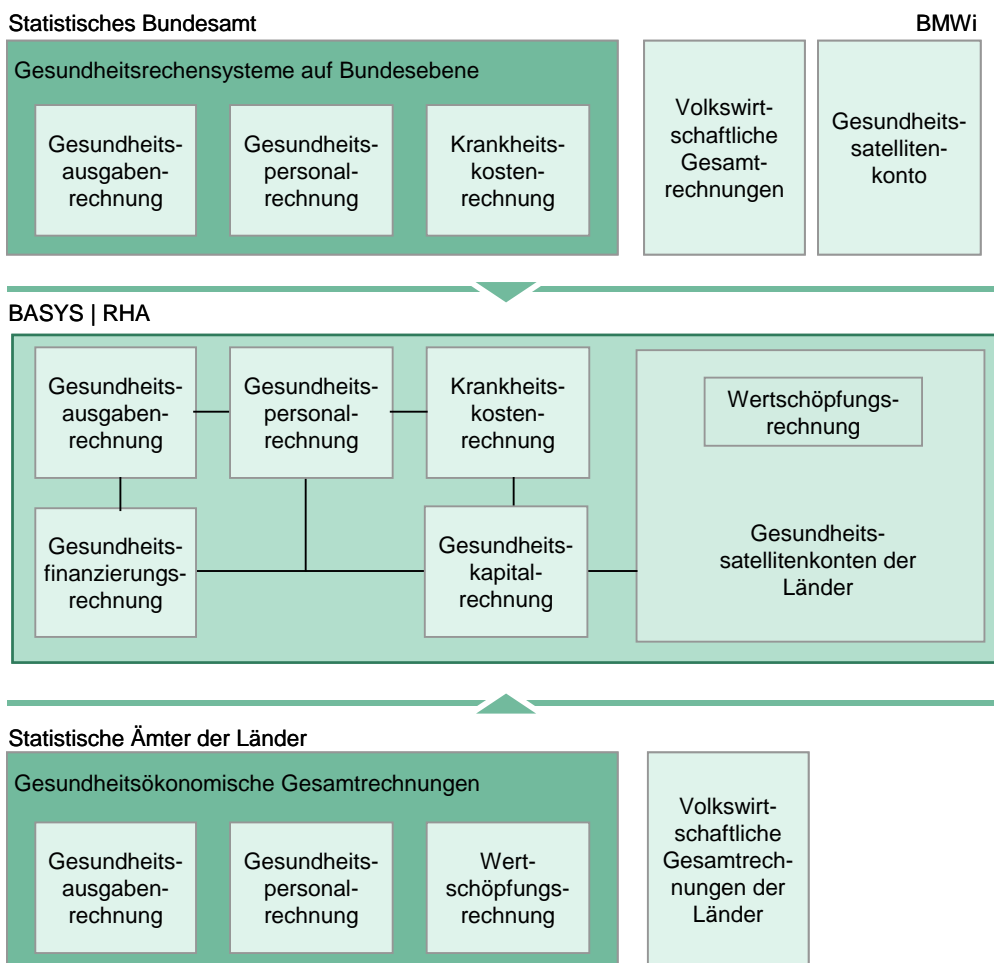 Statistisches Bundesamt
BMWi
Gesundheitsrechensysteme auf Bundesebene
Gesundheits-
ausgaben-
rechnung
Gesundheits-
personal-
rechnung
Krankheits-
kosten-
rechnung
Volkswirt-
schaftliche
Gesamt-
rechnungen
Gesundheits-
satelliten-
konto
BASYS | RHA
Gesundheits-
ausgaben-
rechnung
Gesundheits-
personal-
rechnung
Krankheits-
kosten-
rechnung
Wertschöpfungs-
rechnung
Gesundheits-
finanzierungs-
rechnung
Gesundheits-
kapital-
rechnung
Gesundheits-
satellitenkonten der
Länder
Statistische Ämter der Länder
Gesundheitsökonomische Gesamtrechnungen
Gesundheits-
ausgaben-
rechnung
Gesundheits-
personal-
rechnung
Wert-
schöpfungs-
rechnung
Volkswirt-
schaftliche
Gesamtrech-
nungen der
Länder